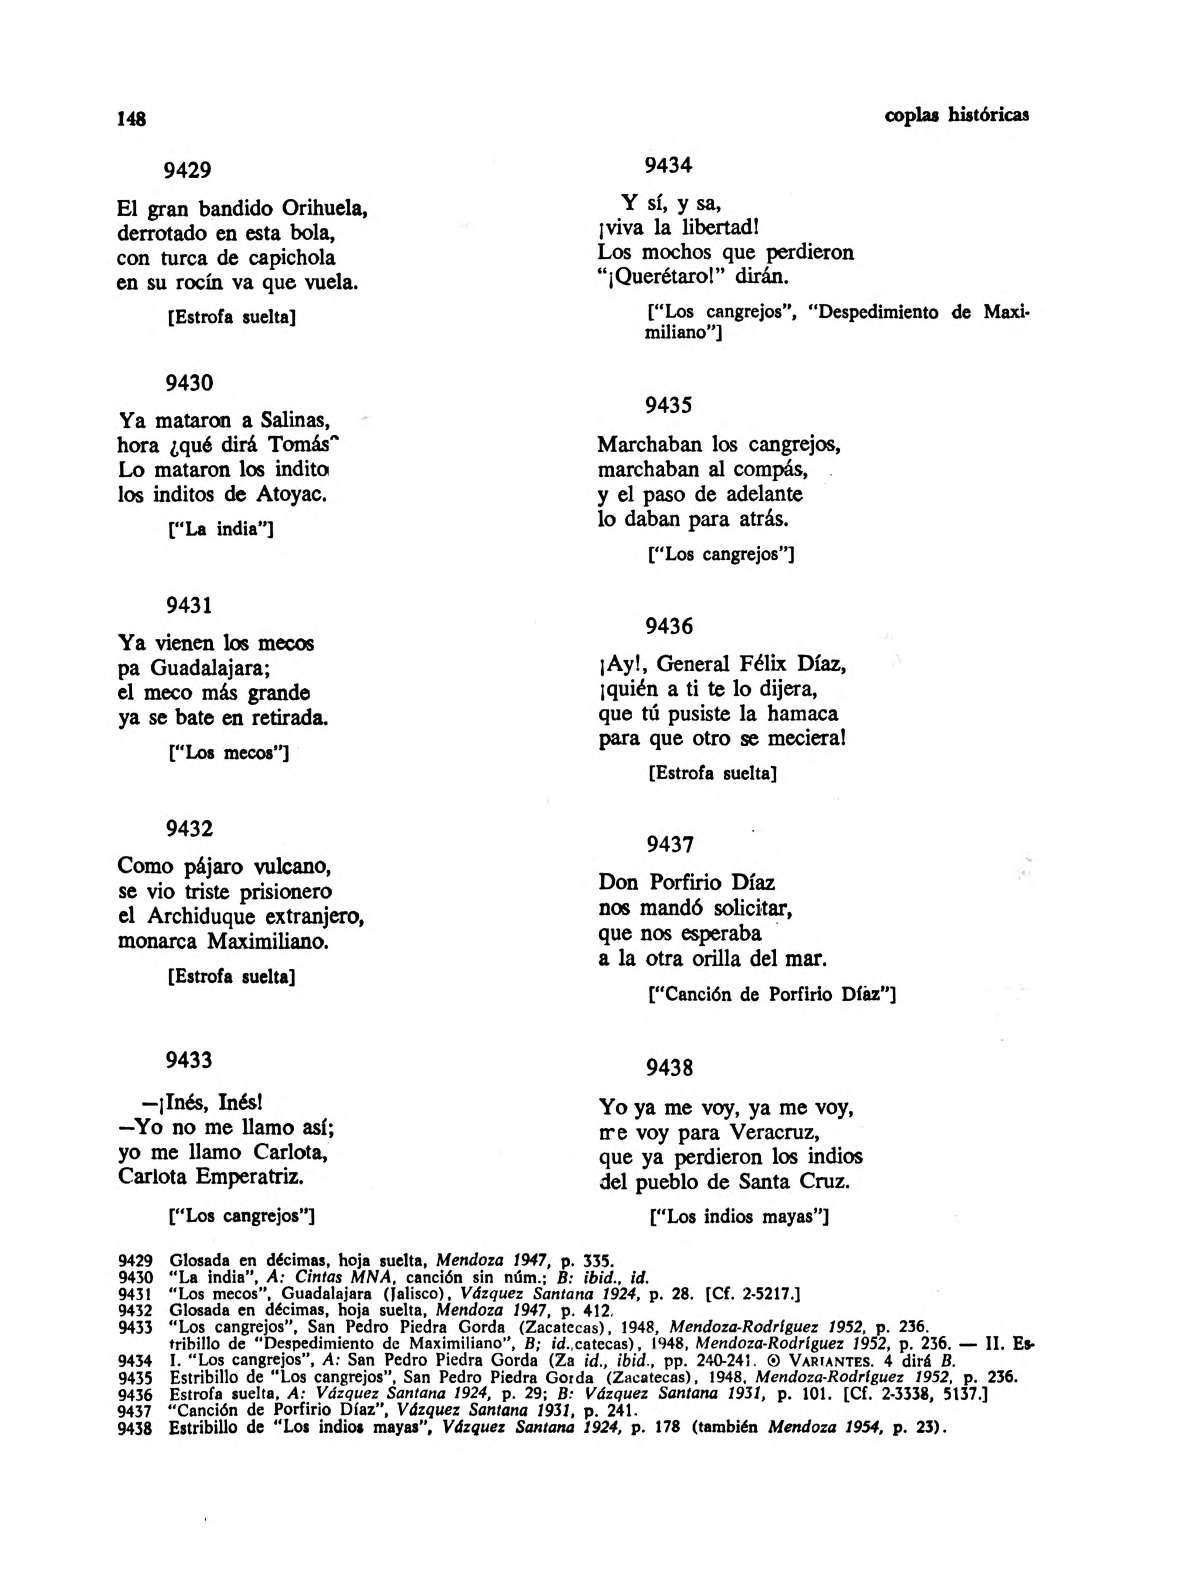 148
coplas históricas
9429
El gran bandido Orihuela,
derrotado en esta bola,
con turca de capichola
en su rocín va que vuela.
[Estrofa suelta]
9430
Ya mataron a Salinas,
hora ¿qué dirá Tomás
Lo mataron los indito
los inditos de Atoyac.
["La india"]
9431
Ya vienen los mecos
pa Guadalajara;
el meco más grande
ya se bate en retirada.
["Los mecos"]
9432
Como pájaro vulcano,
se vio triste prisionero
el Archiduque extranjero,
monarca Maximiliano.
[Estrofa suelta]
9433
—¡Inés, Inés!
—Yo no me llamo así;
yo me llamo Carlota,
Carlota Emperatriz.
["Los cangrejos"]
9434
Y sí, y sa,
¡viva la libertad!
Los mochos que perdieron
"¡Querétaro!" dirán.
["Los cangrejos", "Despedimiento de Maxi-
miliano"]
9435
Marchaban los cangrejos,
marchaban al compás,
y el paso de adelante
lo daban para atrás.
["Los cangrejos"]
9436
¡Ay!, General Félix Díaz,
¡quién a ti te lo dijera,
que tú pusiste la hamaca
para que otro se meciera!
[Estrofa suelta]
9437
Don Porfirio Díaz
nos mandó solicitar,
que nos esperaba
a la otra orilla del mar.
["Canción de Porfirio Díaz"]
9438
Yo ya me voy, ya me voy,
me voy para Veracruz,
que ya perdieron los indios
del pueblo de Santa Cruz.
["Los indios mayas"]
9429 Glosada en décimas, hoja suelta, Mendoza 1947, p. 335.
9430 "La india", A: Cintas MNA, canción sin núm.; B: ibid., id.
9431 "Los mecos", Guadalajara (Jalisco), Vázquez Santana 1924, p. 28. [Cf. 2-5217.]
9432 Glosada en décimas, hoja suelta, Mendoza 1947, p. 412.
9433 "Los cangrejos", San Pedro Piedra Gorda (Zacatecas), 1948, Mendoza-Rodríguez 1952, p. 236.
tribillo de "Despedimiento de Maximiliano", B; id.,catecas), 1948, Mendoza-Rodríguez 1952, p. 236. — II. Es-
9434 I. "Los cangrejos", A: San Pedro Piedra Gorda (Za id., ibid., pp. 240-241. ⊙ VARIANTES. 4 dirá B.
9435 Estribillo de "Los cangrejos", San Pedro Piedra Gorda (Zacatecas), 1948, Mendoza-Rodríguez 1952, p. 236.
9436 Estrofa suelta, A: Vázquez Santana 1924, p. 29; B: Vázquez Santana 1931, p. 101. [Cf. 2-3338, 5137.]
9437 "Canción de Porfirio Díaz", Vázquez Santana 1931, p. 241.
9438 Estribillo de "Los indios mayas", Vázquez Santana 1924, p. 178 (también Mendoza 1954, p. 23).